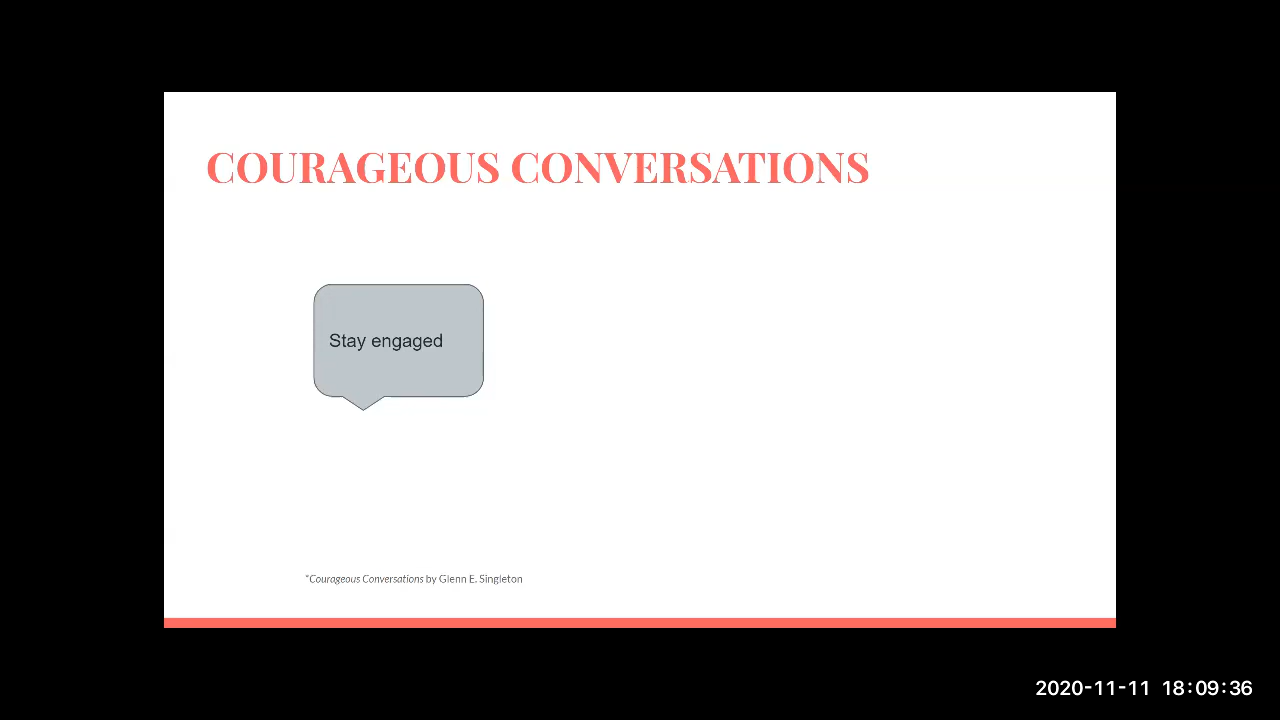 COURAGEOUS CONVERSATIONS
Stay engaged
*Courageous Conversations by Glenn E. Singleton
2020-11-11 18:09:36